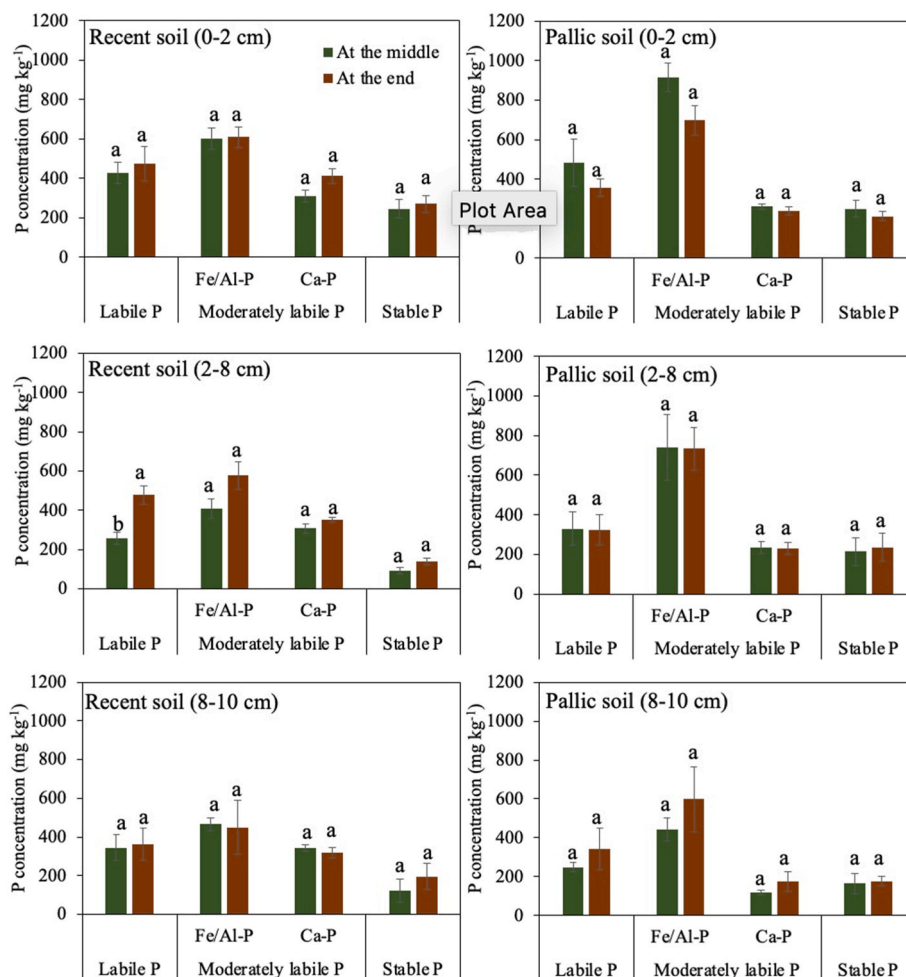 Recent soil (0-2 cm)
At the middle
At the end
P concentration (mg kg-1)
1200
1000
800
600
400
200
0
a a a a a a a a
Fe/Al-P Ca-P
Labile P Moderately labile P Stable P
Pallic soil (0-2 cm)
P concentration (mg kg-1)
1200
1000
800
600
400
200
0
a a a a a a a a
Plot Area
Fe/Al-P Ca-P
Labile P Moderately labile P Stable P
Recent soil (2-8 cm)
P concentration (mg kg-1)
1200
1000
800
600
400
200
0
b a a a a a a a
Fe/Al-P Ca-P
Labile P Moderately labile P Stable P
Pallic soil (2-8 cm)
P concentration (mg kg-1)
1200
1000
800
600
400
200
0
a a a a a a a a
Fe/Al-P Ca-P
Labile P Moderately labile P Stable P
Recent soil (8-10 cm)
P concentration (mg kg-1)
1200
1000
800
600
400
200
0
a a a a a a a a
Fe/Al-P Ca-P
Labile P Moderately labile P Stable P
Pallic soil (8-10 cm)
P concentration (mg kg-1)
1200
1000
800
600
400
200
0
a a a a a a a a
Fe/Al-P Ca-P
Labile P Moderately labile P Stable P